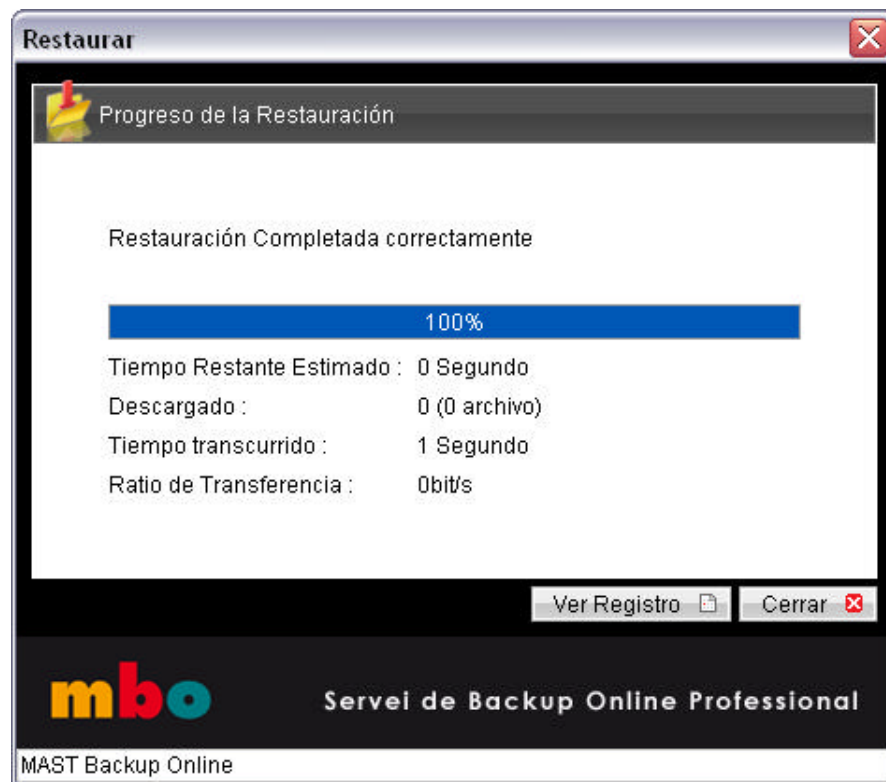 Restaurar
Progreso de la Restauración
Restauración Completada correctamente
100%
Tiempo Restante Estimado : 0 Segundo
Descargado : 0 (0 archivo)
Tiempo transcurrido : 1 Segundo
Ratio de Transferencia : 0bit/s
Ver Registro Cerrar
mbo Servei de Backup Online Professional
MAST Backup Online